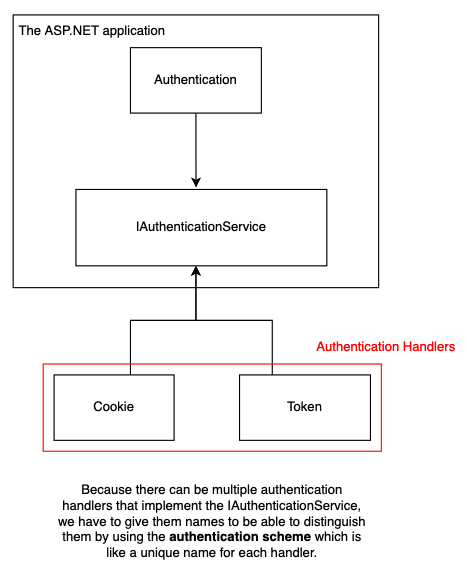 The ASP.NET application
Authentication
IAuthenticationService
Authentication Handlers
Cookie
Token
Because there can be multiple authentication
handlers that implement the IAuthenticationService,
we have to give them names to be able to distinguish
them by using the authentication scheme which is
like a unique name for each handler.